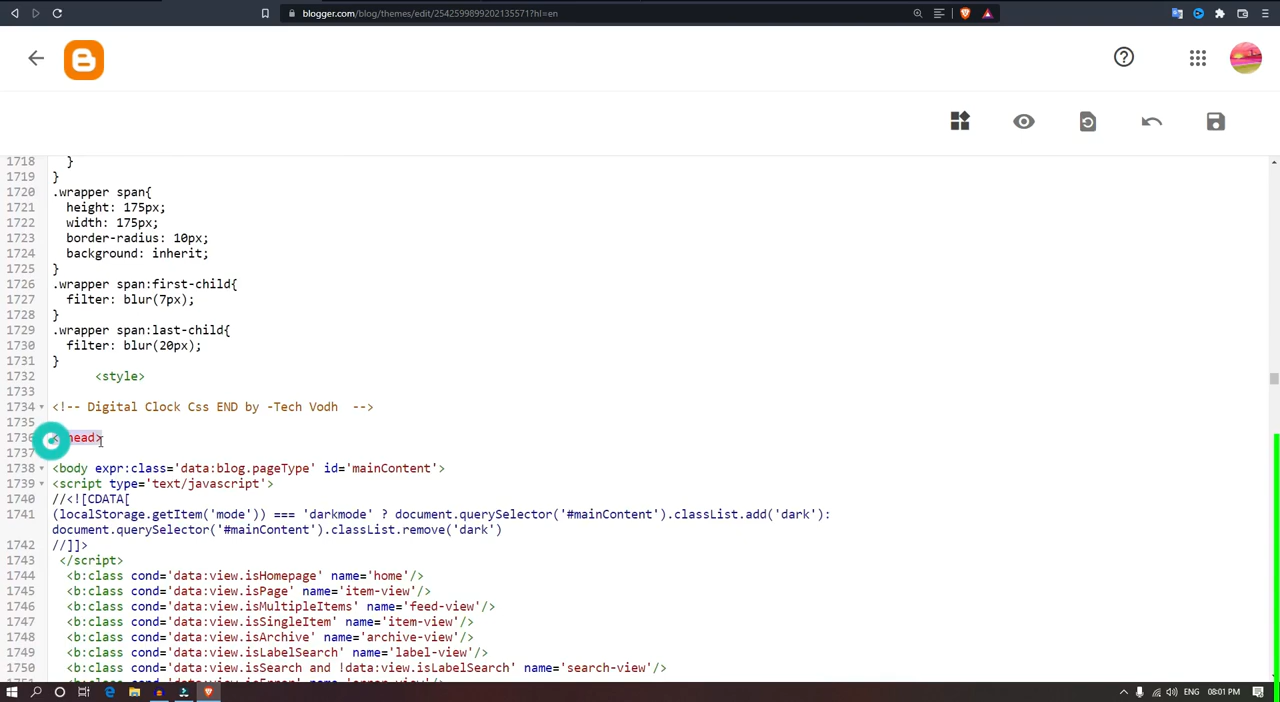 blogger.com/blog/themes/edit/2542599899202135571?hl=en
1718   }
1719 }
1720 .wrapper span{
1721   height: 175px;
1722   width: 175px;
1723   border-radius: 10px;
1724   background: inherit;
1725 }
1726 .wrapper span:first-child{
1727   filter: blur(7px);
1728 }
1729 .wrapper span:last-child{
1730   filter: blur(20px);
1731 }
1732       <style>
1733
1734 <!-- Digital Clock Css END by -Tech Vodh  -->
1735
1736 head>
1737
1738 <body expr:class='data:blog.pageType' id='mainContent'>
1739 <script type='text/javascript'>
1740 //<![CDATA[
1741 (localStorage.getItem('mode')) === 'darkmode' ? document.querySelector('#mainContent').classList.add('dark'):
document.querySelector('#mainContent').classList.remove('dark')
1742 //]]>
1743  </script>
1744   <b:class cond='data:view.isHomepage' name='home'/>
1745   <b:class cond='data:view.isPage' name='item-view'/>
1746   <b:class cond='data:view.isMultipleItems' name='feed-view'/>
1747   <b:class cond='data:view.isSingleItem' name='item-view'/>
1748   <b:class cond='data:view.isArchive' name='archive-view'/>
1749   <b:class cond='data:view.isLabelSearch' name='label-view'/>
1750   <b:class cond='data:view.isSearch and !data:view.isLabelSearch' name='search-view'/>
ENG 08:01 PM